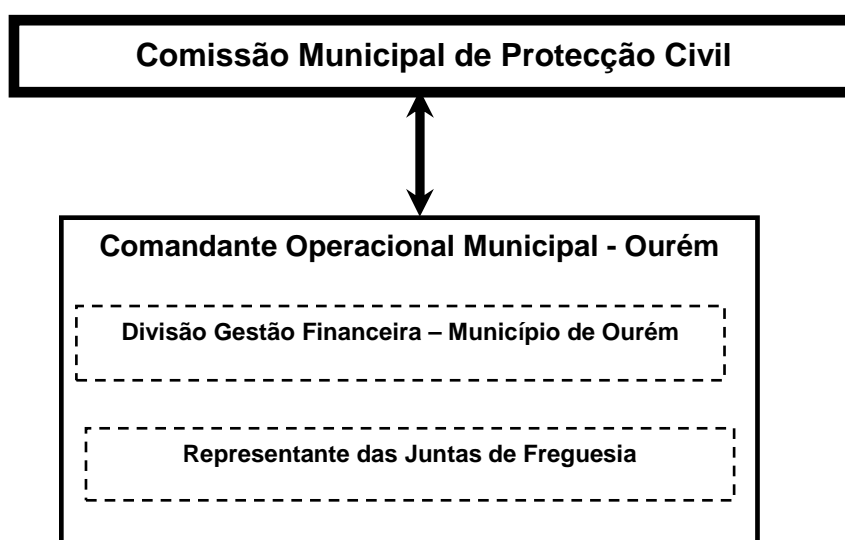 Comissão Municipal de Protecção Civil
Comandante Operacional Municipal - Ourém
Divisão Gestão Financeira – Município de Ourém
Representante das Juntas de Freguesia